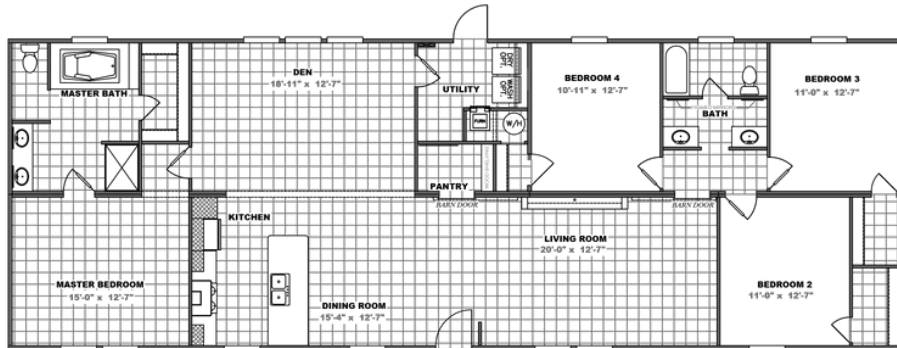 DEN
18'-11" x 12'-7"
MASTER BATH
UTILITY
DRY
OPT.
WASH
OPT.
FURN
W/H
BEDROOM 4
10'-11" x 12'-7"
BATH
BEDROOM 3
11'-0" x 12'-7"
PANTRY
BARN DOOR
BARN DOOR
KITCHEN
MASTER BEDROOM
15'-0" x 12'-7"
DINING ROOM
15'-4" x 12'-7"
LIVING ROOM
20'-0" x 12'-7"
BEDROOM 2
11'-0" x 12'-7"